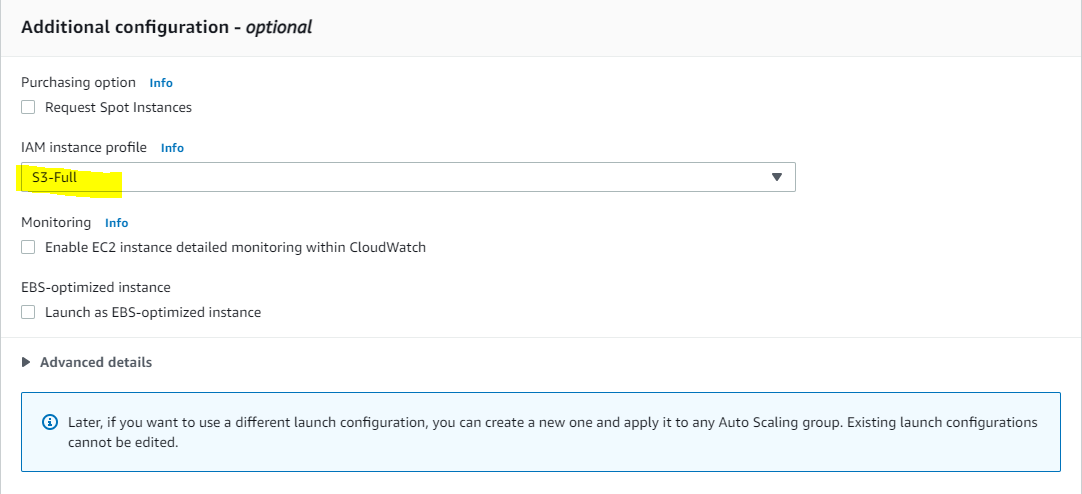 Additional configuration - optional
Purchasing option Info
Request Spot Instances
IAM instance profile Info
S3-Full
Monitoring Info
Enable EC2 instance detailed monitoring within CloudWatch
EBS-optimized instance
Launch as EBS-optimized instance
Advanced details
Later, if you want to use a different launch configuration, you can create a new one and apply it to any Auto Scaling group. Existing launch configurations
cannot be edited.